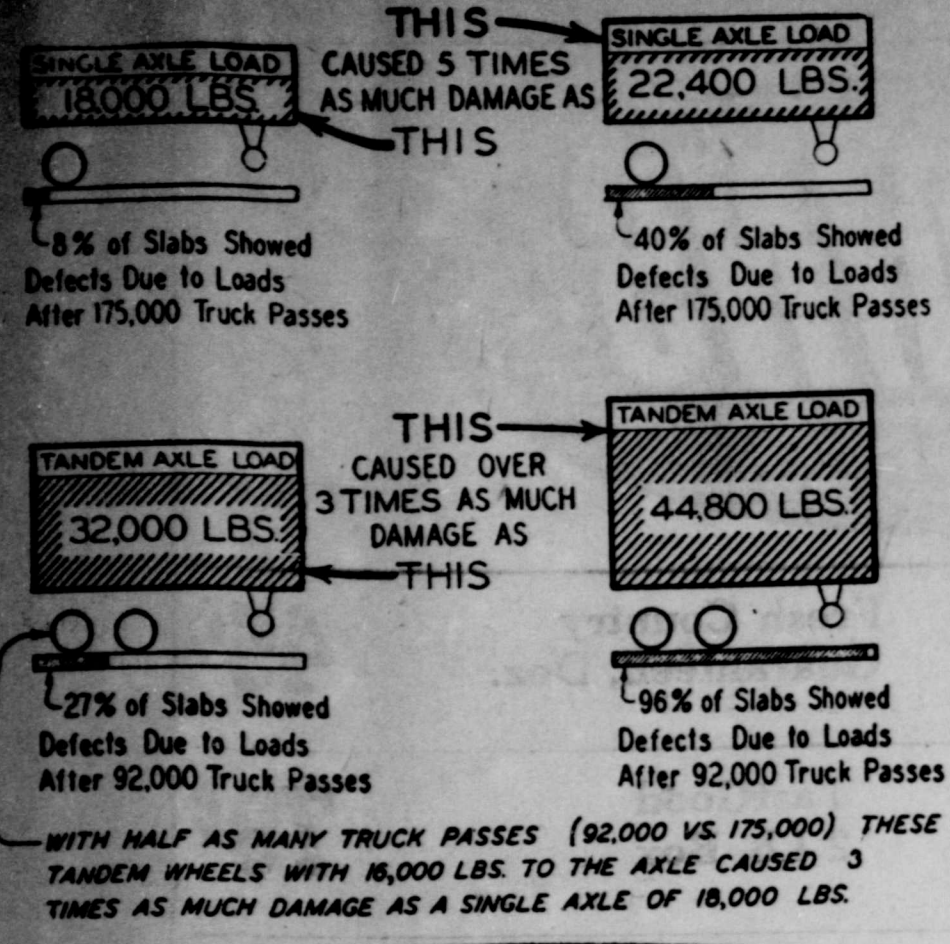 SINGLE AXLE LOAD
18,000 LBS.
THIS
CAUSED 5 TIMES
AS MUCH DAMAGE AS
THIS
SINGLE AXLE LOAD
22,400 LBS.
8% of Slabs Showed
Defects Due to Loads
After 175,000 Truck Passes
40% of Slabs Showed
Defects Due to Loads
After 175,000 Truck Passes
TANDEM AXLE LOAD
32,000 LBS.
THIS
CAUSED OVER
3 TIMES AS MUCH
DAMAGE AS
THIS
TANDEM AXLE LOAD
44,800 LBS.
27% of Slabs Showed
Defects Due to Loads
After 92,000 Truck Passes
96% of Slabs Showed
Defects Due to Loads
After 92,000 Truck Passes
WITH HALF AS MANY TRUCK PASSES (92,000 VS. 175,000) THESE
TANDEM WHEELS WITH 16,000 LBS. TO THE AXLE CAUSED 3
TIMES AS MUCH DAMAGE AS A SINGLE AXLE OF 18,000 LBS.